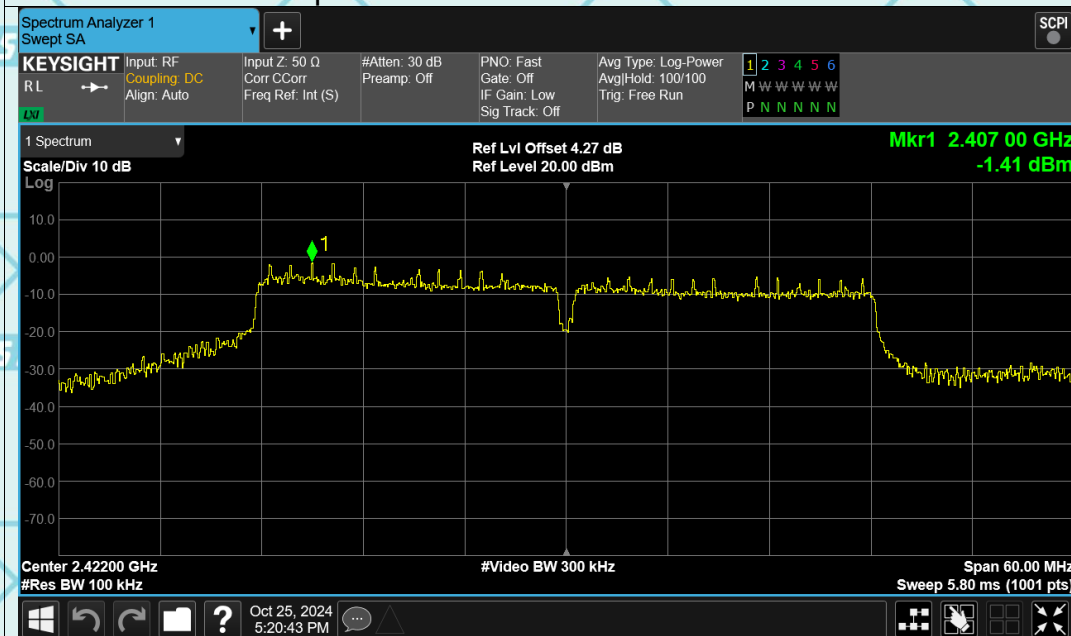 Spectrum Analyzer 1
Swept SA
+
SCPI
KEYSIGHT
R L
LXI
Input: RF
Coupling: DC
Align: Auto
Input Z: 50 Ω
Corr CCorr
Freq Ref: Int (S)
#Atten: 30 dB
Preamp: Off
PNO: Fast
Gate: Off
IF Gain: Low
Sig Track: Off
Avg Type: Log-Power
Avg|Hold: 100/100
Trig: Free Run
1 2 3 4 5 6
M W W W W W
P N N N N N
1 Spectrum
Scale/Div 10 dB
Ref Lvl Offset 4.27 dB
Ref Level 20.00 dBm
Mkr1 2.407 00 GHz
-1.41 dBm
Log
10.0
0.00
-10.0
-20.0
-30.0
-40.0
-50.0
-60.0
-70.0
1
Center 2.42200 GHz
#Res BW 100 kHz
#Video BW 300 kHz
Span 60.00 MHz
Sweep 5.80 ms (1001 pts)
?
Oct 25, 2024
5:20:43 PM